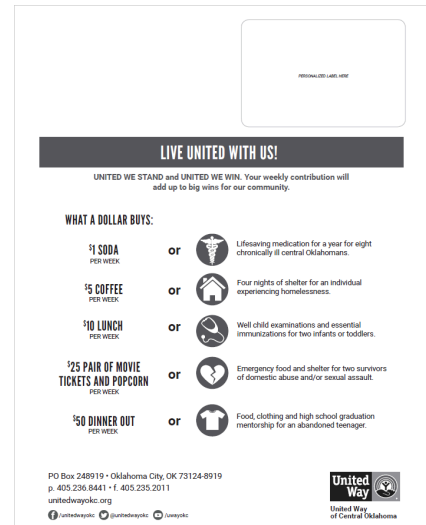 PERSONALIZED LABEL HERE
LIVE UNITED WITH US!
UNITED WE STAND and UNITED WE WIN. Your weekly contribution will
add up to big wins for our community.
WHAT A DOLLAR BUYS:
$1 SODA
PER WEEK
or
Lifesaving medication for a year for eight
chronically ill central Oklahomans.
$5 COFFEE
PER WEEK
or
Four nights of shelter for an individual
experiencing homelessness.
$10 LUNCH
PER WEEK
or
Well child examinations and essential
immunizations for two infants or toddlers.
$25 PAIR OF MOVIE
TICKETS AND POPCORN
PER WEEK
or
Emergency food and shelter for two survivors
of domestic abuse and/or sexual assault.
$50 DINNER OUT
PER WEEK
or
Food, clothing and high school graduation
mentorship for an abandoned teenager.
PO Box 248919 • Oklahoma City, OK 73124-8919
p. 405.236.8441 • f. 405.235.2011
unitedwayokc.org
/unitedwayokc @unitedwayokc /uwayokc
United
Way
United Way
of Central Oklahoma